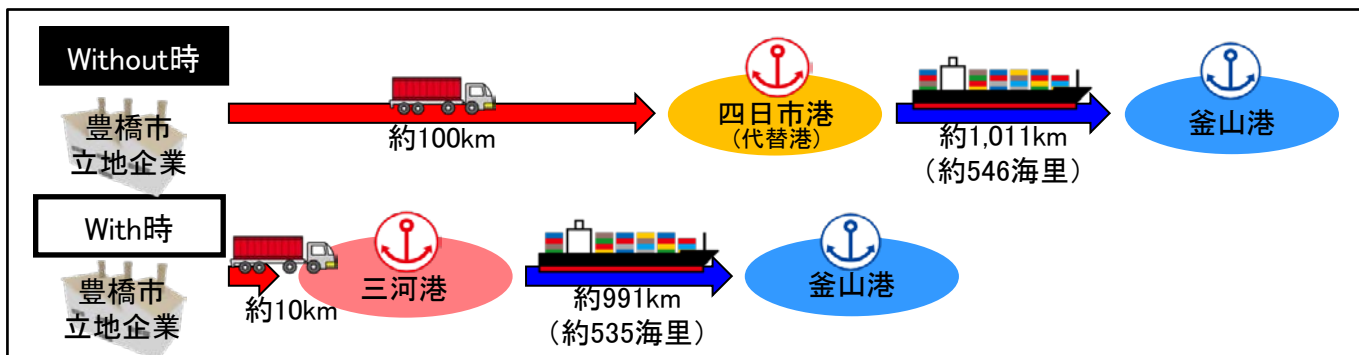 Without時
豊橋市
立地企業
約100km
四日市港
(代替港)
約1,011km
(約546海里)
釜山港
With時
豊橋市
立地企業
約10km
三河港
約991km
(約535海里)
釜山港